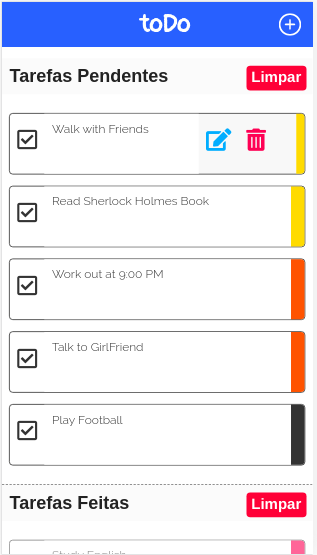 toDo
Tarefas Pendentes
Limpar
Walk with Friends
Read Sherlock Holmes Book
Work out at 9:00 PM
Talk to GirlFriend
Play Football
Tarefas Feitas
Limpar
Study English